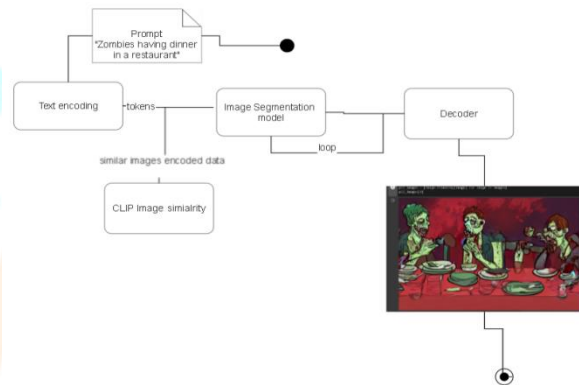 Prompt
"Zombies having dinner
in a restaurant"
Text encoding
tokens
Image Segmentation
model
Decoder
loop
similar images encoded data
CLIP Image simialrity